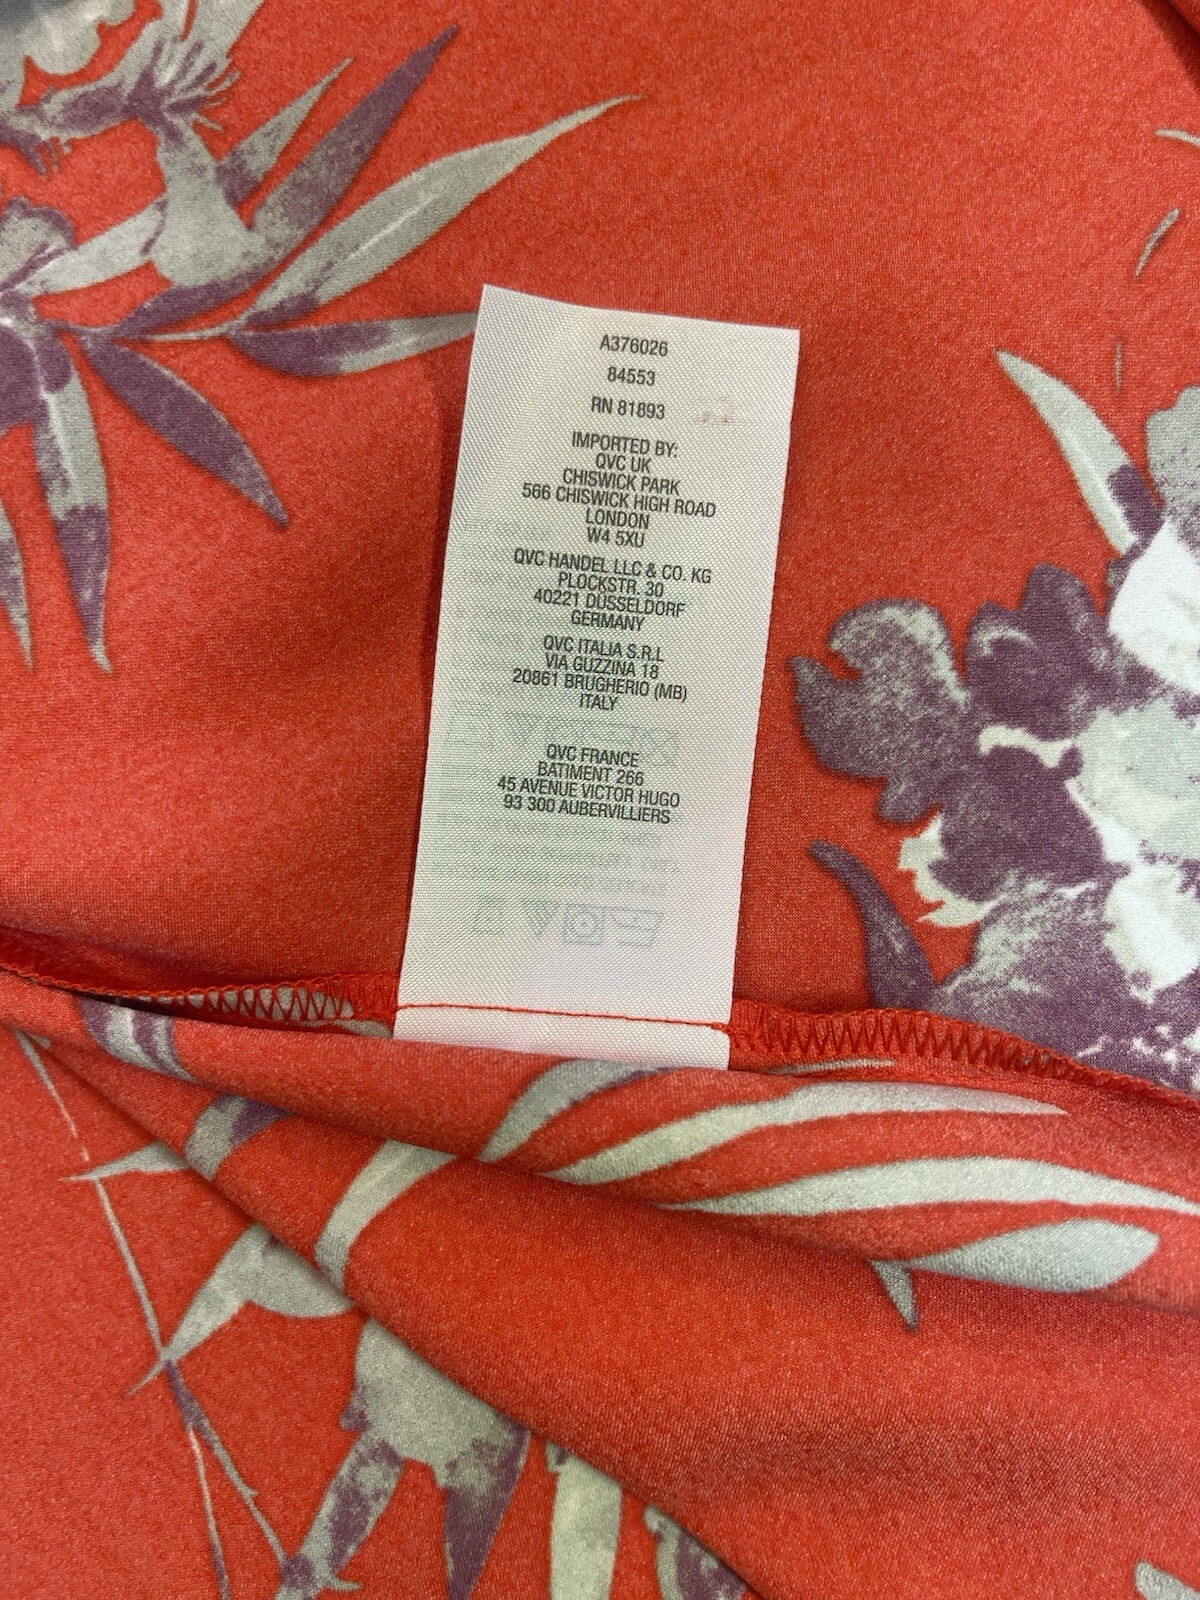 A376026
84553
RN 81893
IMPORTED BY:
QVC UK
CHISWICK PARK
566 CHISWICK HIGH ROAD
LONDON
W4 5XU
QVC HANDEL LLC & CO. KG
PLOCKSTR. 30
40221 DÜSSELDORF
GERMANY
QVC ITALIA S.R.L
VIA GUZZINA 18
20861 BRUGHERIO (MB)
ITALY
QVC FRANCE
BATIMENT 266
45 AVENUE VICTOR HUGO
93 300 AUBERVILLIERS